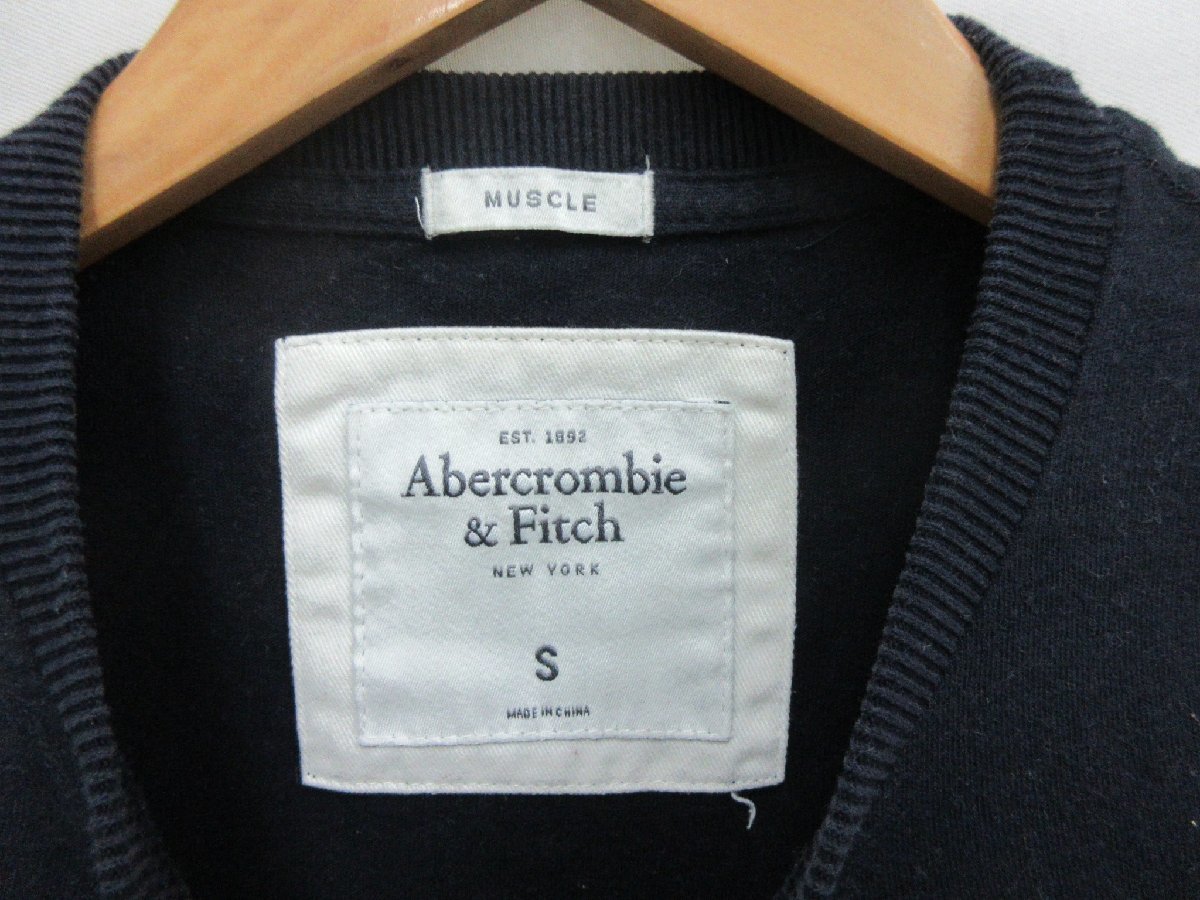 MUSCLE
EST. 1892
Abercrombie
& Fitch
NEW YORK
S
MADE IN CHINA